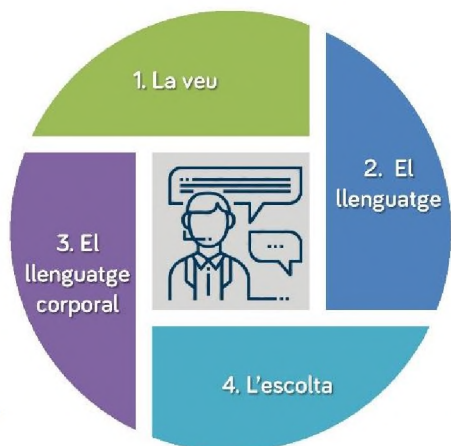 1. La veu
2. El
llenguatge
3. El
llenguatge
corporal
4. L'escolta